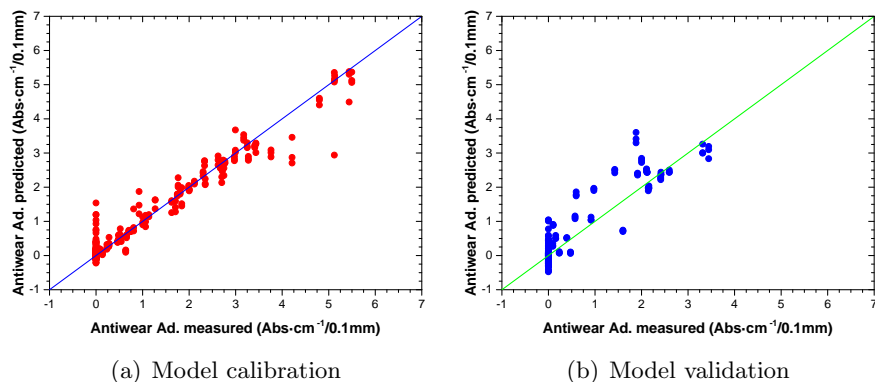 7
6
5
4
3
2
1
0
-1
Antiwear Ad. predicted (Abs·cm⁻¹/0.1mm)
-1 0 1 2 3 4 5 6 7
Antiwear Ad. measured (Abs·cm⁻¹/0.1mm)
(a) Model calibration
7
6
5
4
3
2
1
0
-1
Antiwear Ad. predicted (Abs·cm⁻¹/0.1mm)
-1 0 1 2 3 4 5 6 7
Antiwear Ad. measured (Abs·cm⁻¹/0.1mm)
(b) Model validation